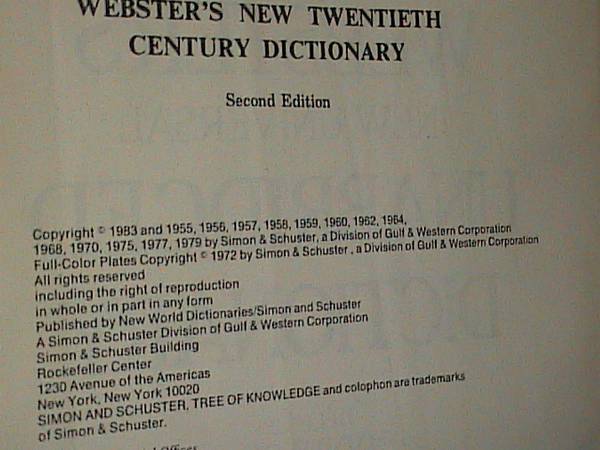 WEBSTER'S NEW TWENTIETH
CENTURY DICTIONARY
Second Edition
Copyright © 1983 and 1955, 1956, 1957, 1958, 1959, 1960, 1962, 1964,
1968, 1970, 1975, 1977, 1979 by Simon & Schuster, a Division of Gulf & Western Corporation
Full-Color Plates Copyright © 1972 by Simon & Schuster , a Division of Gulf & Western Corporation
All rights reserved
including the right of reproduction
in whole or in part in any form
Published by New World Dictionaries/Simon and Schuster
A Simon & Schuster Division of Gulf & Western Corporation
Simon & Schuster Building
Rockefeller Center
1230 Avenue of the Americas
New York, New York 10020
SIMON AND SCHUSTER, TREE OF KNOWLEDGE and colophon are trademarks
of Simon & Schuster.